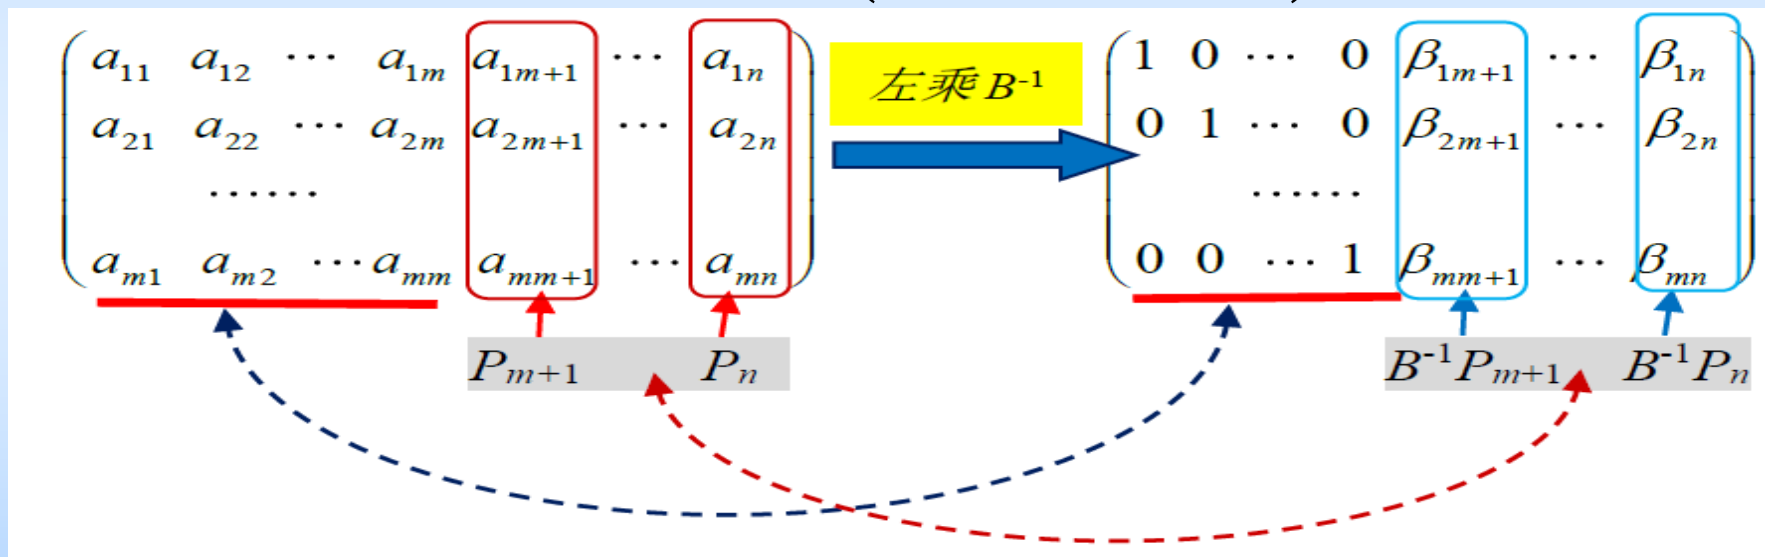 a₁₁ a₁₂ ⋯ a₁ₘ a₁ₘ₊₁ ⋯ a₁ₙ
a₂₁ a₂₂ ⋯ a₂ₘ a₂ₘ₊₁ ⋯ a₂ₙ
⋯⋯
aₘ₁ aₘ₂ ⋯ aₘₘ aₘₘ₊₁ ⋯ aₘₙ
Pₘ₊₁ Pₙ
左乘 B⁻¹
1 0 ⋯ 0 β₁ₘ₊₁ ⋯ β₁ₙ
0 1 ⋯ 0 β₂ₘ₊₁ ⋯ β₂ₙ
⋯⋯
0 0 ⋯ 1 βₘₘ₊₁ ⋯ βₘₙ
B⁻¹Pₘ₊₁ B⁻¹Pₙ